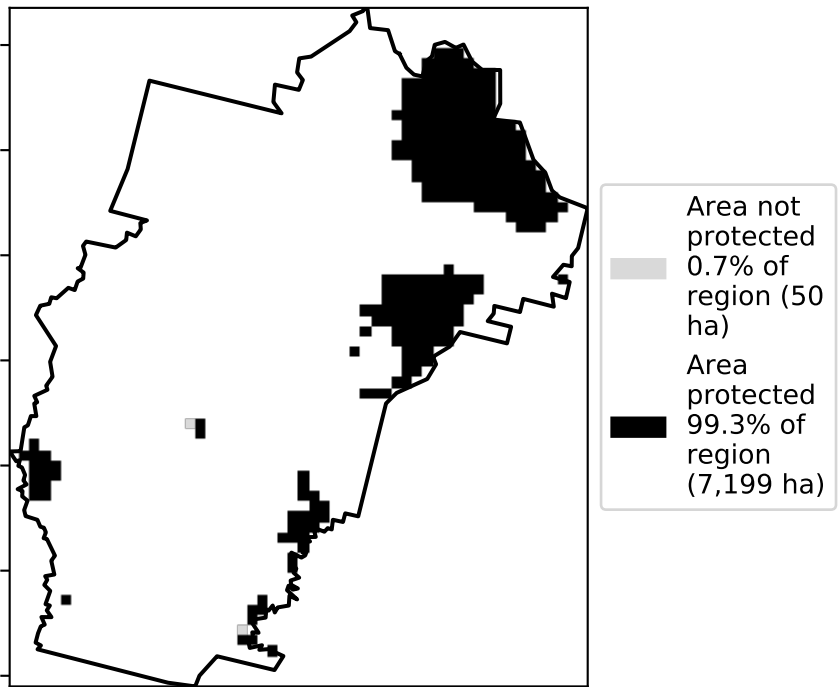 Area not
protected
0.7% of
region (50
ha)
Area
protected
99.3% of
region
(7,199 ha)